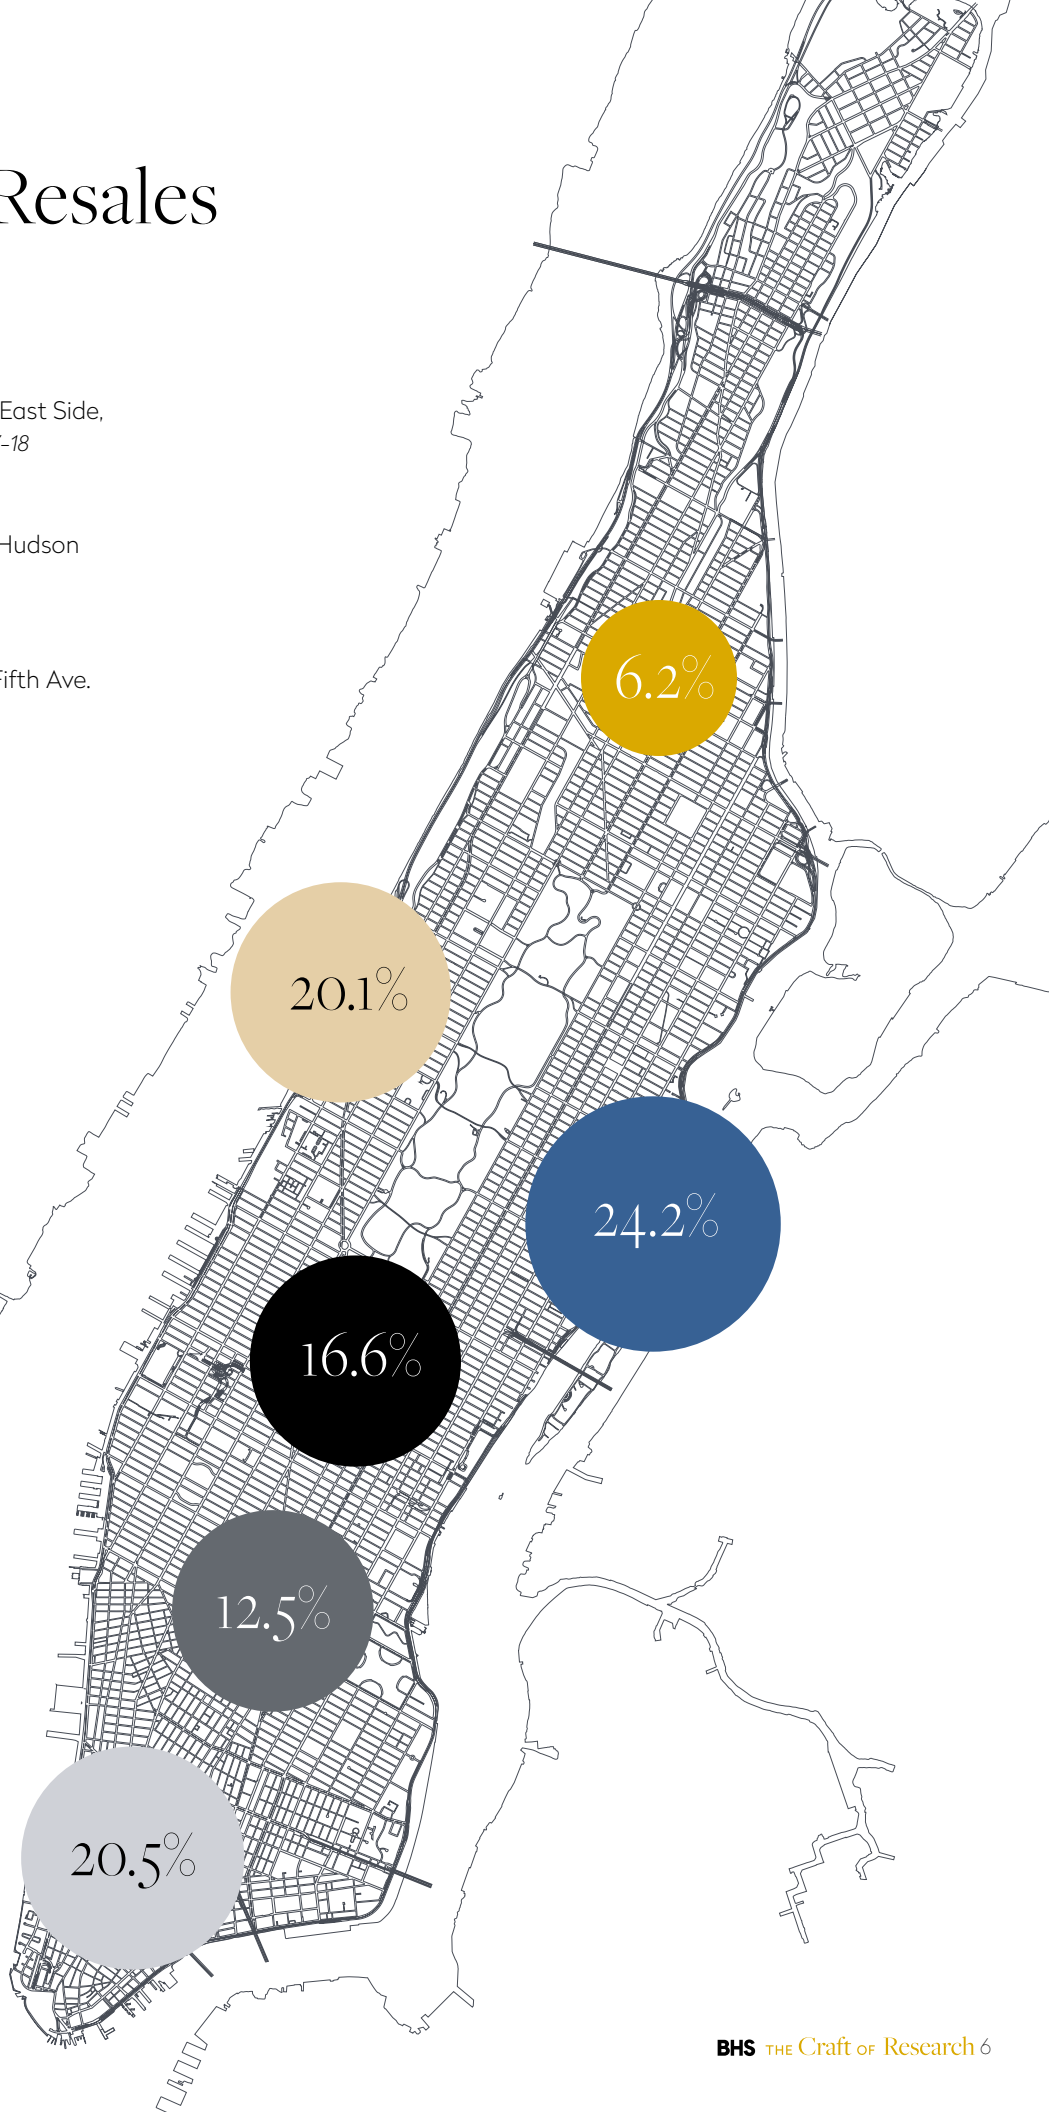 Resales
East Side,
-18
Hudson
Fifth Ave.
6.2%
20.1%
24.2%
16.6%
12.5%
20.5%
BHS THE Craft OF Research 6